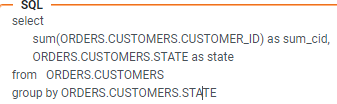 SQL
select
sum(ORDERS.CUSTOMERS.CUSTOMER_ID) as sum_cid,
ORDERS.CUSTOMERS.STATE as state
from ORDERS.CUSTOMERS
group by ORDERS.CUSTOMERS.STATE